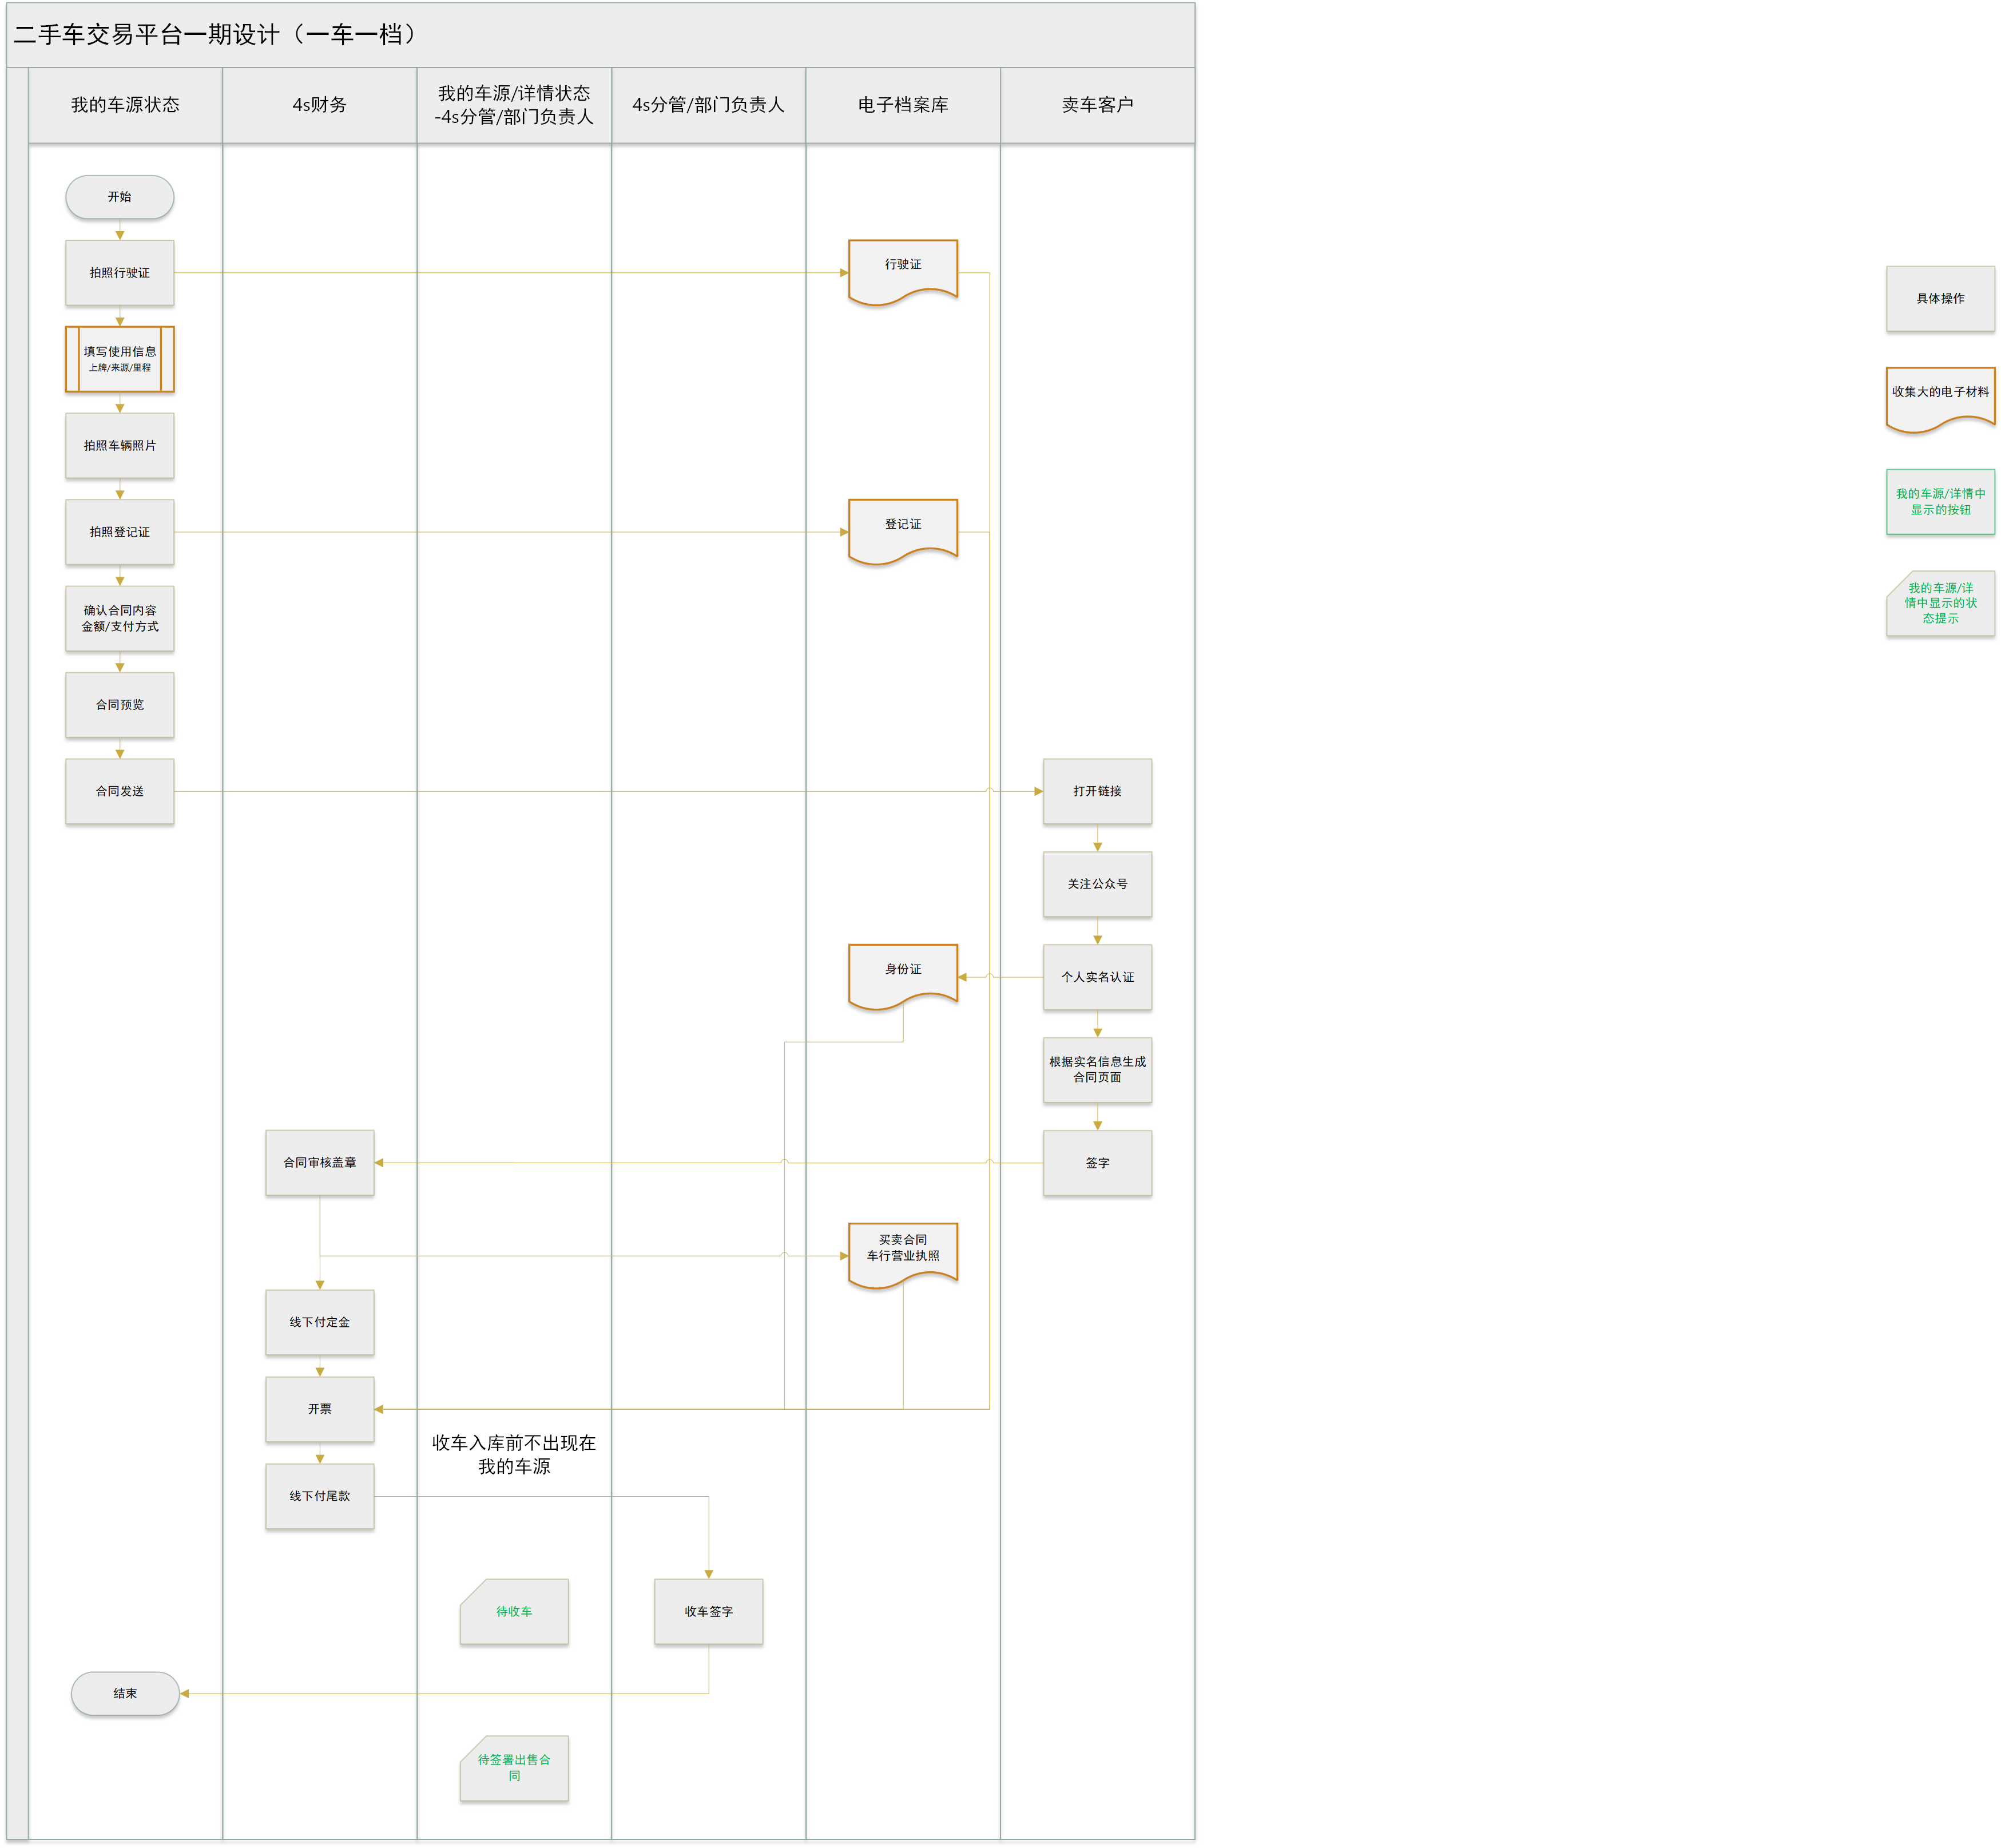 二手车交易平台一期设计（一车一档）
我的车源状态
4s财务
我的车源/详情状态
-4s分管/部门负责人
4s分管/部门负责人
电子档案库
卖车客户
开始
拍照行驶证
行驶证
具体操作
填写使用信息
上牌/来源/里程
收集大的电子材料
拍照车辆照片
拍照登记证
登记证
我的车源/详情中
显示的按钮
确认合同内容
金额/支付方式
我的车源/详
情中显示的状
态提示
合同预览
合同发送
打开链接
关注公众号
身份证
个人实名认证
根据实名信息生成
合同页面
合同审核盖章
签字
买卖合同
车行营业执照
线下付定金
开票
收车入库前不出现在
我的车源
线下付尾款
待收车
收车签字
结束
待签署出售合
同